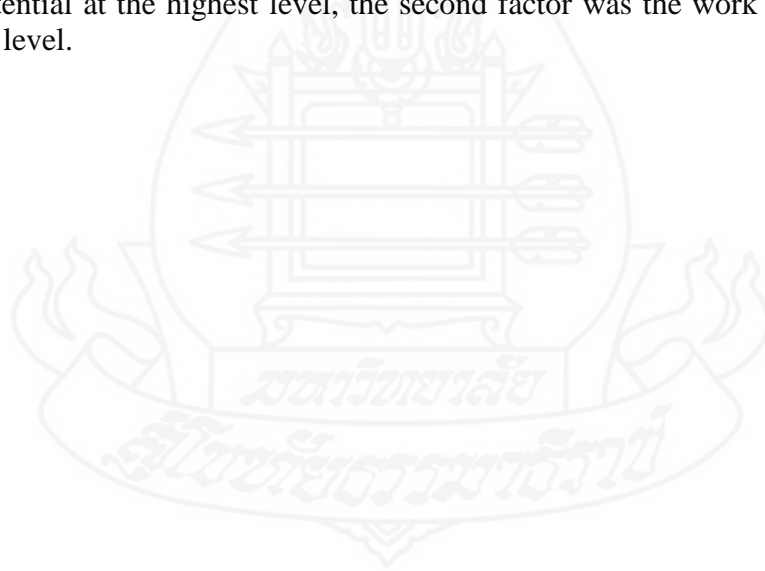 ential at the highest level, the second factor was the work
level.
มหาวิทยาลัย
สุโขทัยธรรมาธิราช